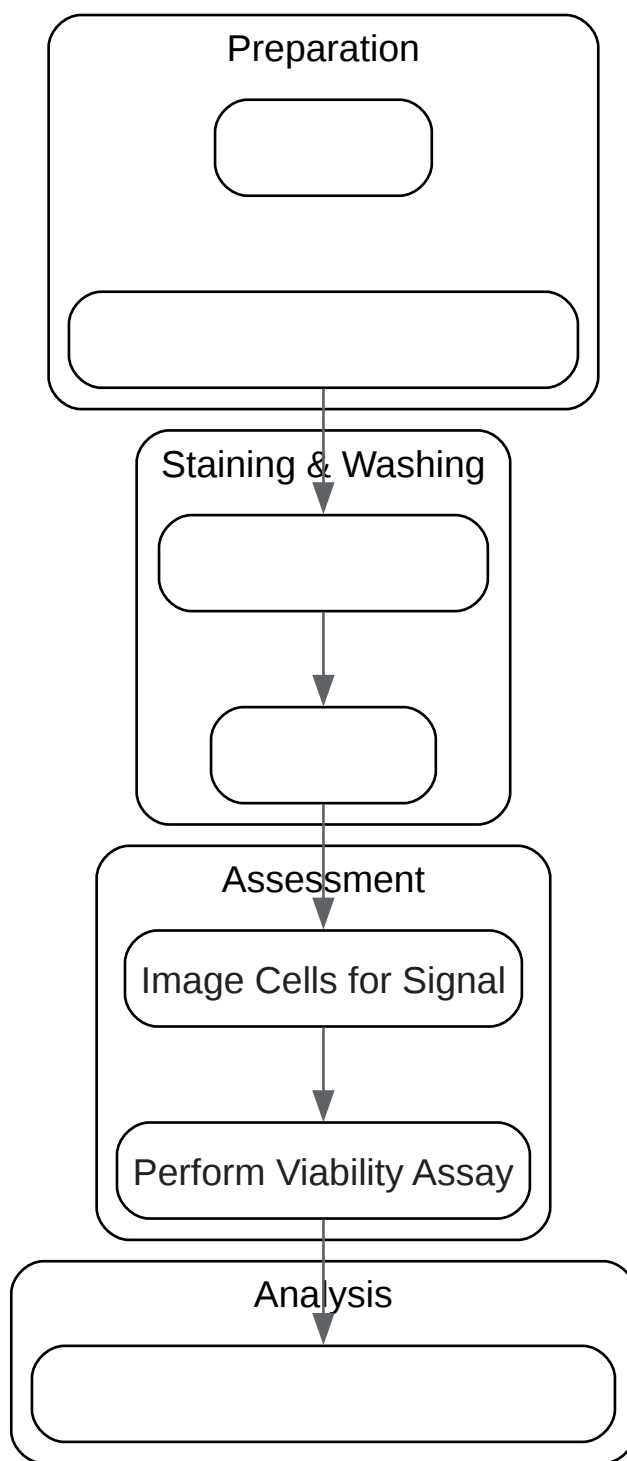 Preparation
Staining & Washing
Assessment
Image Cells for Signal
Perform Viability Assay
Analysis